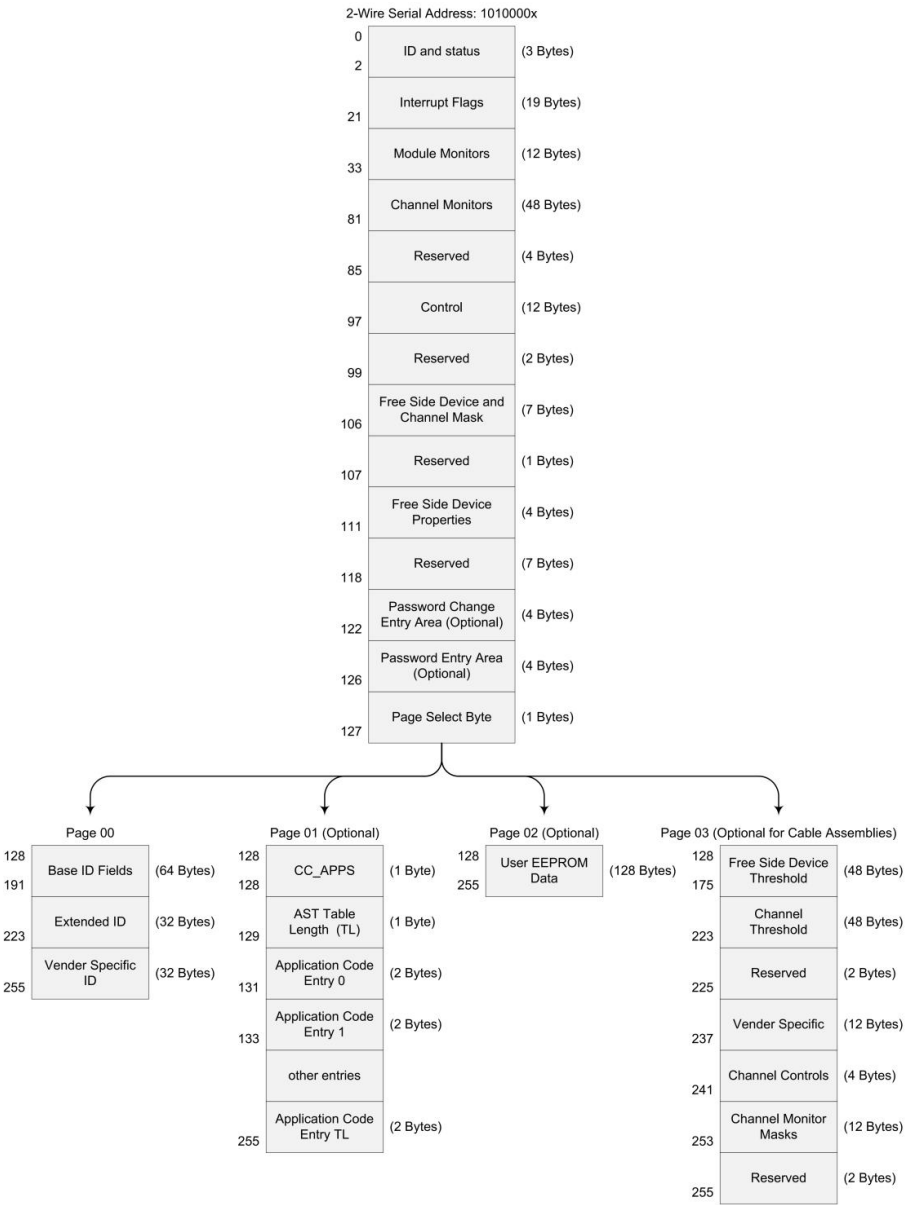 2-Wire Serial Address: 1010000x
0
ID and status
(3 Bytes)
2
Interrupt Flags
(19 Bytes)
21
Module Monitors
(12 Bytes)
33
Channel Monitors
(48 Bytes)
81
Reserved
(4 Bytes)
85
Control
(12 Bytes)
97
Reserved
(2 Bytes)
99
Free Side Device and
Channel Mask
(7 Bytes)
106
Reserved
(1 Bytes)
107
Free Side Device
Properties
(4 Bytes)
111
Reserved
(7 Bytes)
118
Password Change
Entry Area (Optional)
(4 Bytes)
122
Password Entry Area
(Optional)
(4 Bytes)
126
Page Select Byte
(1 Bytes)
127
Page 00
128
Base ID Fields
(64 Bytes)
191
Extended ID
(32 Bytes)
223
Vender Specific
ID
(32 Bytes)
255
Page 01 (Optional)
128
CC_APPS
(1 Byte)
128
AST Table
Length (TL)
(1 Byte)
129
Application Code
Entry 0
(2 Bytes)
131
Application Code
Entry 1
(2 Bytes)
133
other entries
Application Code
Entry TL
(2 Bytes)
255
Page 02 (Optional)
128
User EEPROM
Data
(128 Bytes)
255
Page 03 (Optional for Cable Assemblies)
128
Free Side Device
Threshold
(48 Bytes)
175
Channel
Threshold
(48 Bytes)
223
Reserved
(2 Bytes)
225
Vender Specific
(12 Bytes)
237
Channel Controls
(4 Bytes)
241
Channel Monitor
Masks
(12 Bytes)
253
Reserved
(2 Bytes)
255